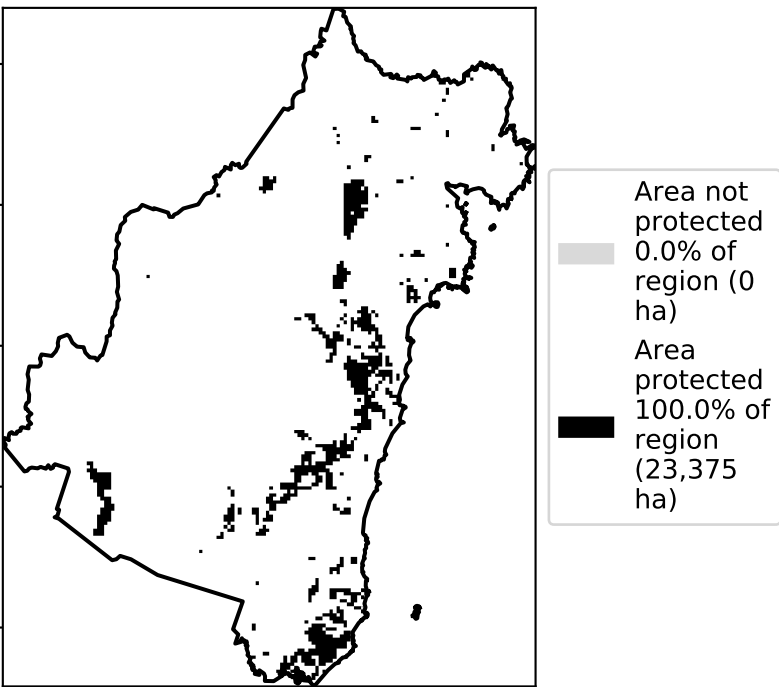 Area not
protected
0.0% of
region (0
ha)
Area
protected
100.0% of
region
(23,375
ha)